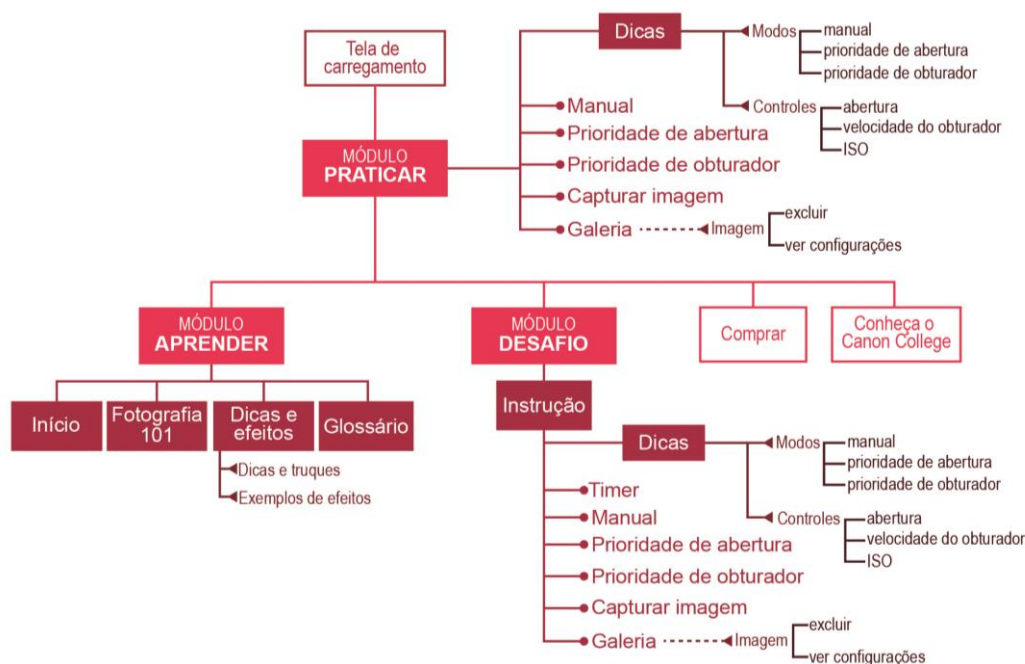 Tela de
carregamento
MÓDULO
PRATICAR
Dicas
Modos
manual
prioridade de abertura
prioridade de obturador
Controles
abertura
velocidade do obturador
ISO
Manual
Prioridade de abertura
Prioridade de obturador
Capturar imagem
Galeria
Imagem
excluir
ver configurações
MÓDULO
APRENDER
Início
Fotografia
101
Dicas e
efeitos
Dicas e truques
Exemplos de efeitos
Glossário
MÓDULO
DESAFIO
Instrução
Dicas
Modos
manual
prioridade de abertura
prioridade de obturador
Controles
abertura
velocidade do obturador
ISO
Timer
Manual
Prioridade de abertura
Prioridade de obturador
Capturar imagem
Galeria
Imagem
excluir
ver configurações
Comprar
Conheça o
Canon College